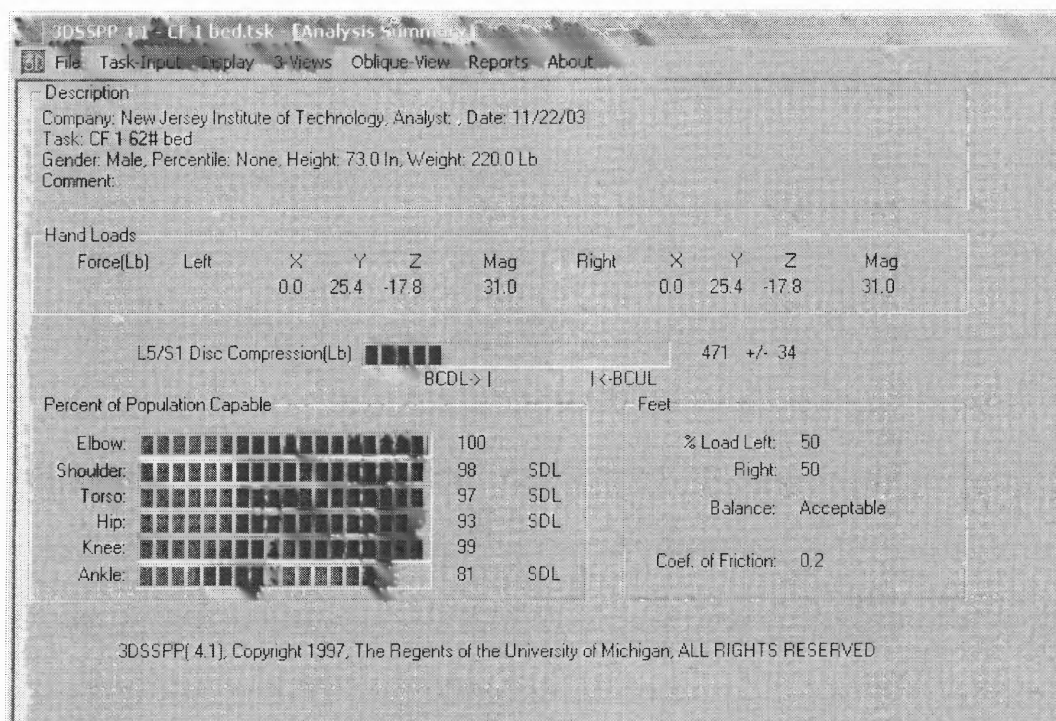 3DSSPP 4.1 - CF 1 bed.tsk - [Analysis Summary]
File Task-Input Display 3-Views Oblique-View Reports About
Description
Company: New Jersey Institute of Technology, Analyst: , Date: 11/22/03
Task: CF 1-62# bed
Gender: Male, Percentile: None, Height: 73.0 In, Weight: 220.0 Lb
Comment:
Hand Loads
Force(Lb) Left X Y Z Mag Right X Y Z Mag
0.0 25.4 -17.8 31.0 0.0 25.4 -17.8 31.0
L5/S1 Disc Compression(Lb) 471 +/- 34
BCDL->| |<-BCUL
Percent of Population Capable
Elbow: 100
Shoulder: 98 SDL
Torso: 97 SDL
Hip: 93 SDL
Knee: 99
Ankle: 81 SDL
Feet
% Load Left: 50
Right: 50
Balance: Acceptable
Coef. of Friction: 0.2
3DSSPP( 4.1), Copyright 1997, The Regents of the University of Michigan, ALL RIGHTS RESERVED